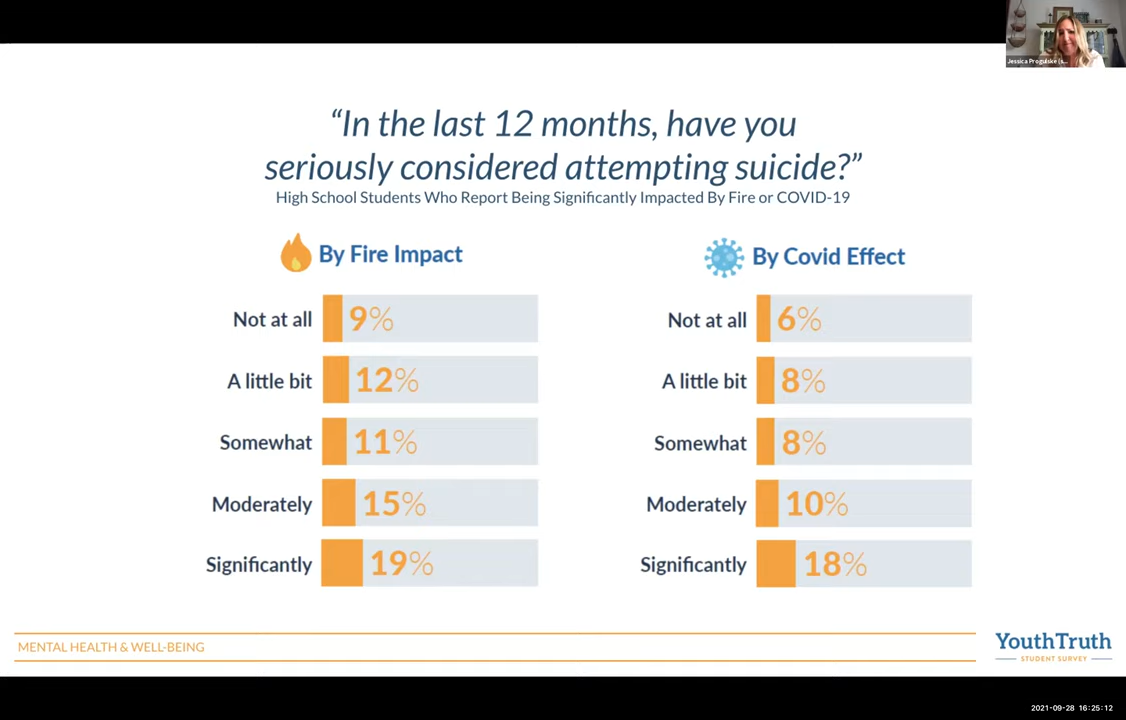 Jessica Progulske (s...
“In the last 12 months, have you
seriously considered attempting suicide?”
High School Students Who Report Being Significantly Impacted By Fire or COVID-19
By Fire Impact
Not at all 9%
A little bit 12%
Somewhat 11%
Moderately 15%
Significantly 19%
By Covid Effect
Not at all 6%
A little bit 8%
Somewhat 8%
Moderately 10%
Significantly 18%
MENTAL HEALTH & WELL-BEING
YouthTruth
STUDENT SURVEY
2021-09-28 16:25:12